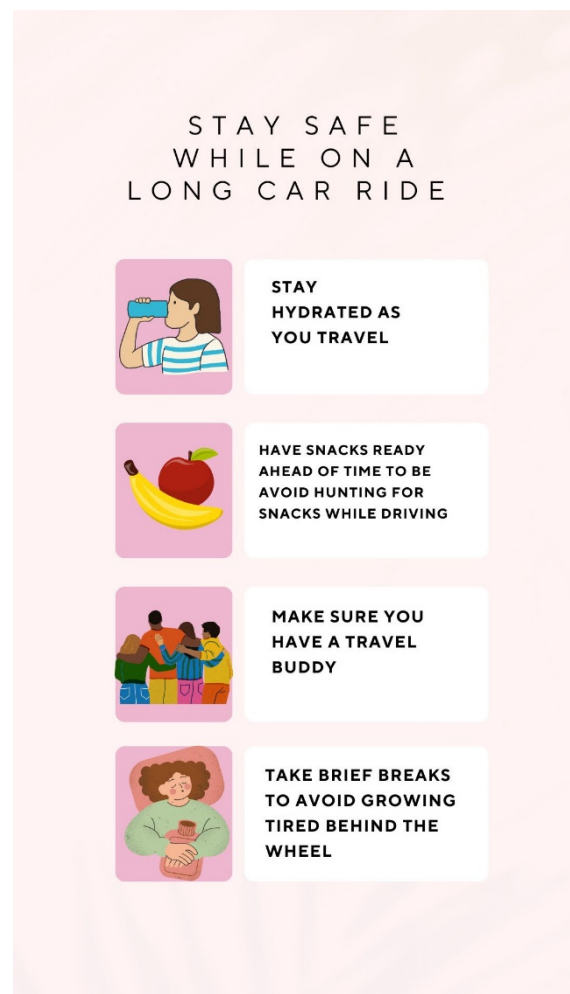 STAY SAFE
WHILE ON A
LONG CAR RIDE
STAY
HYDRATED AS
YOU TRAVEL
HAVE SNACKS READY
AHEAD OF TIME TO BE
AVOID HUNTING FOR
SNACKS WHILE DRIVING
MAKE SURE YOU
HAVE A TRAVEL
BUDDY
TAKE BRIEF BREAKS
TO AVOID GROWING
TIRED BEHIND THE
WHEEL